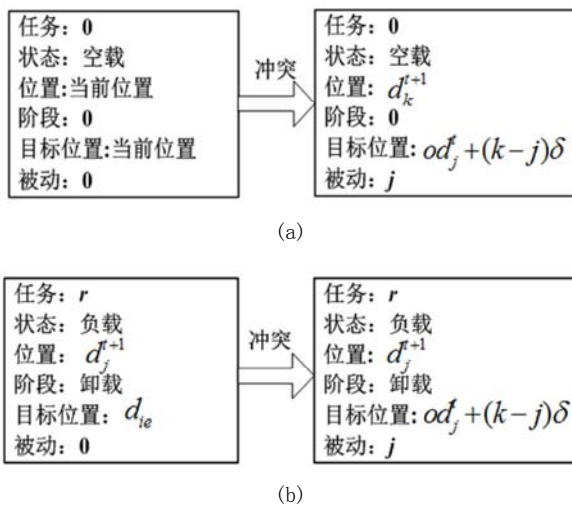 任务：0
状态：空载
位置:当前位置
阶段：0
目标位置:当前位置
被动：0
冲突
任务：0
状态：空载
位置: d_k^{t+1}
阶段：0
目标位置: od_j^t+(k-j)δ
被动：j
(a)
任务：r
状态：负载
位置： d_j^{t+1}
阶段：卸载
目标位置： d_{ie}^l
被动：0
冲突
任务：r
状态：负载
位置: d_j^{t+1}
阶段：卸载
目标位置: od_j^t+(k-j)δ
被动：j
(b)